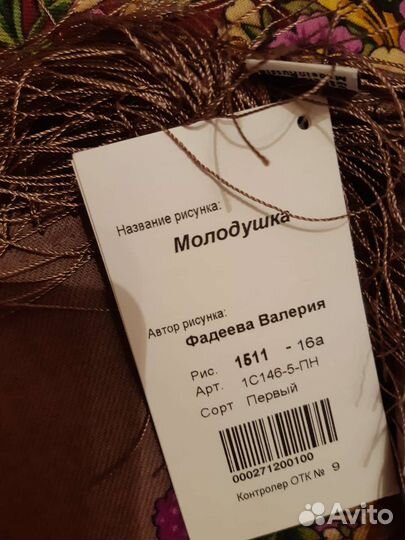 Название рисунка:
Молодушка
Автор рисунка:
Фадеева Валерия
Рис. 1511 - 16а
Арт. 1С146-5-ПН
Сорт Первый
000271200100
Контролер ОТК № 9
Avito